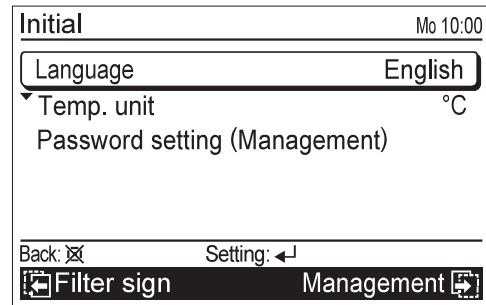 Initial Mo 10:00
Language English
Temp. unit °C
Password setting (Management)
Back: Setting:
Filter sign Management